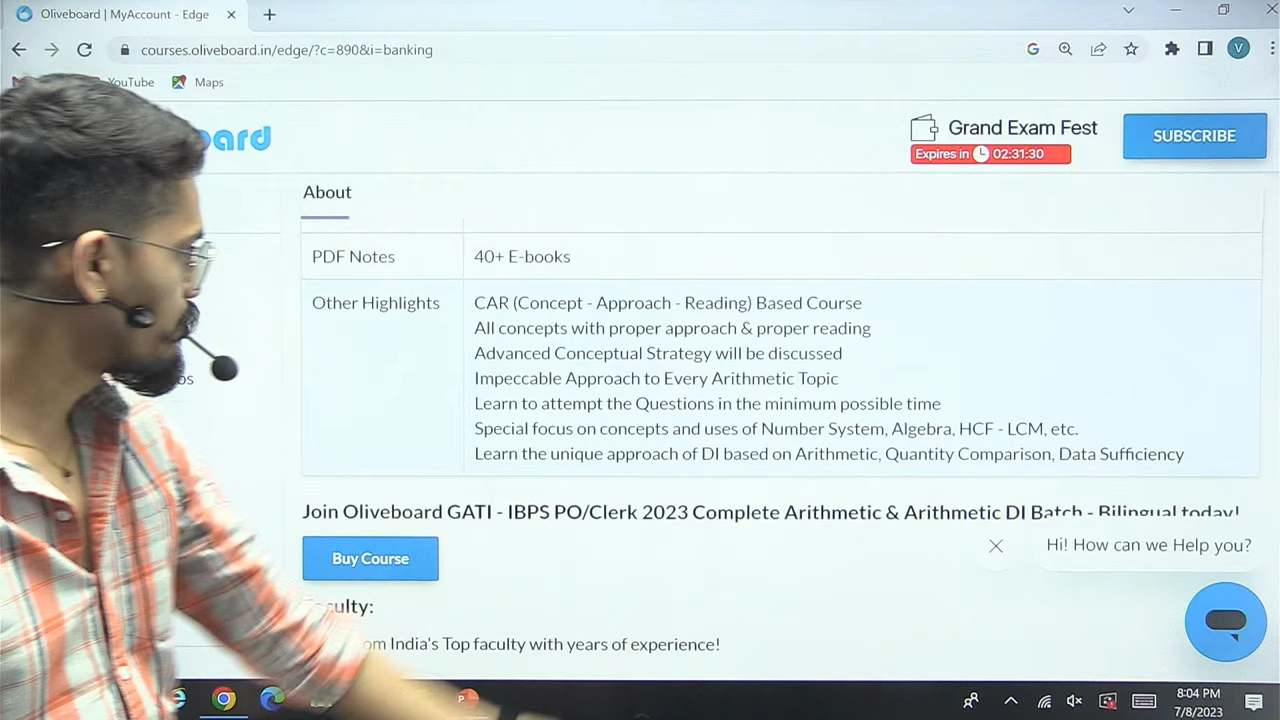 Oliveboard | MyAccount - Edge
courses.oliveboard.in/edge/?c=890&i=banking
V
YouTube
Maps
Grand Exam Fest
Expires in 02:31:30
SUBSCRIBE
About
PDF Notes
40+ E-books
Other Highlights
CAR (Concept - Approach - Reading) Based Course
All concepts with proper approach & proper reading
Advanced Conceptual Strategy will be discussed
Impeccable Approach to Every Arithmetic Topic
Learn to attempt the Questions in the minimum possible time
Special focus on concepts and uses of Number System, Algebra, HCF - LCM, etc.
Learn the unique approach of DI based on Arithmetic, Quantity Comparison, Data Sufficiency
Join Oliveboard GATI - IBPS PO/Clerk 2023 Complete Arithmetic & Arithmetic DI Batch - Bilingual today!
Hi! How can we Help you?
Buy Course
India's Top faculty with years of experience!
8:04 PM
7/8/2023